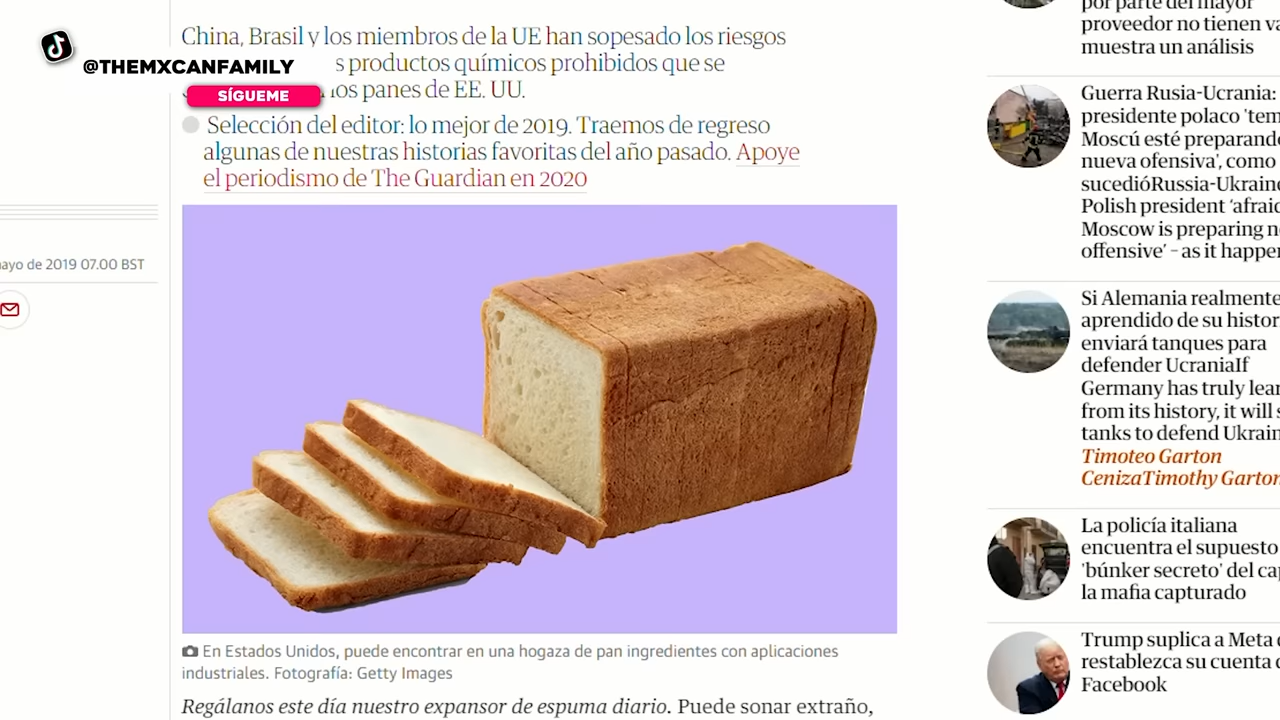 China, Brasil y los miembros de la UE han sopesado los riesgos
s productos químicos prohibidos que se
los panes de EE. UU.
@THEMXCANFAMILY
SÍGUEME
Selección del editor: lo mejor de 2019. Traemos de regreso
algunas de nuestras historias favoritas del año pasado. Apoye
el periodismo de The Guardian en 2020
mayo de 2019 07.00 BST
En Estados Unidos, puede encontrar en una hogaza de pan ingredientes con aplicaciones
industriales. Fotografía: Getty Images
Regálanos este día nuestro expansor de espuma diario. Puede sonar extraño,
por parte del mayor
proveedor no tienen va
muestra un análisis
Guerra Rusia-Ucrania:
presidente polaco 'tem
Moscú esté preparando
nueva ofensiva', como
sucedióRussia-Ukraine
Polish president 'afraid
Moscow is preparing ne
offensive' – as it happen
Si Alemania realmente
aprendido de su histor
enviará tanques para
defender UcraniaIf
Germany has truly lear
from its history, it will s
tanks to defend Ukrain
Timoteo Garton
CenizaTimothy Garton
La policía italiana
encuentra el supuesto
'búnker secreto' del cap
la mafia capturado
Trump suplica a Meta q
restablezca su cuenta d
Facebook